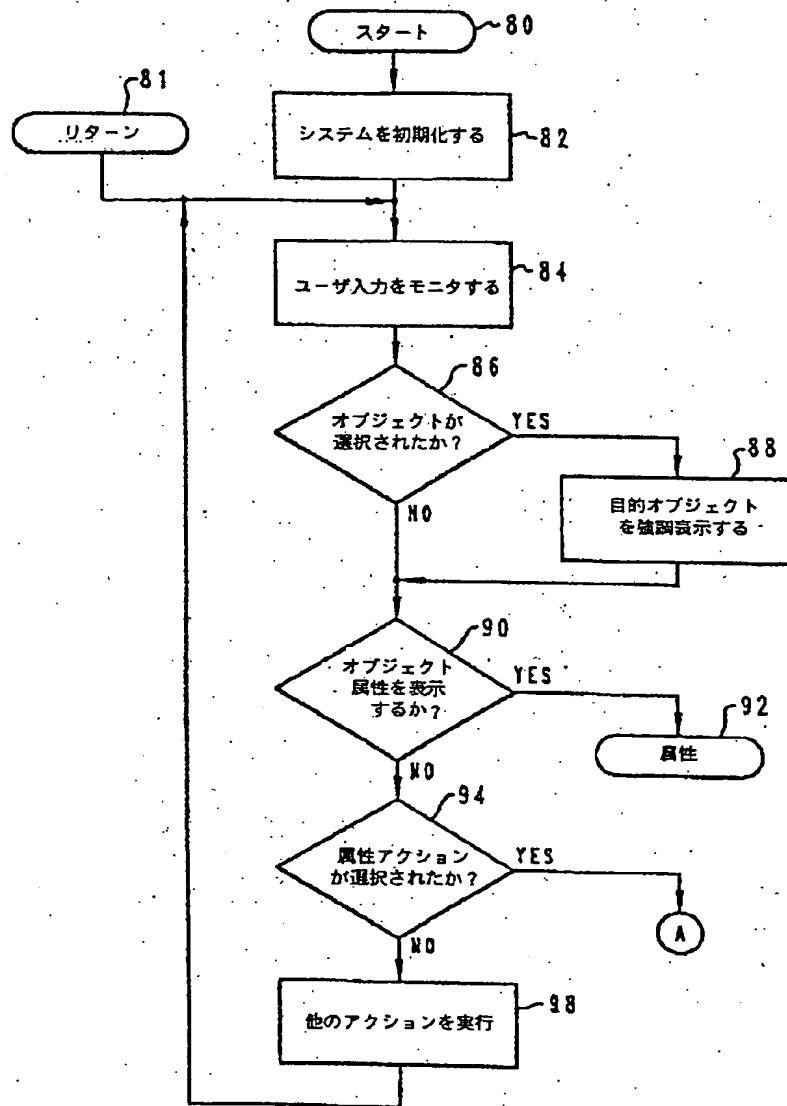 スタート
80
81
リターン
システムを初期化する
82
ユーザ入力をモニタする
84
86
オブジェクトが
選択されたか?
YES
88
目的オブジェクト
を強調表示する
NO
90
オブジェクト
属性を表示
するか?
YES
92
属性
NO
94
属性アクション
が選択されたか?
YES
A
NO
他のアクションを実行
98